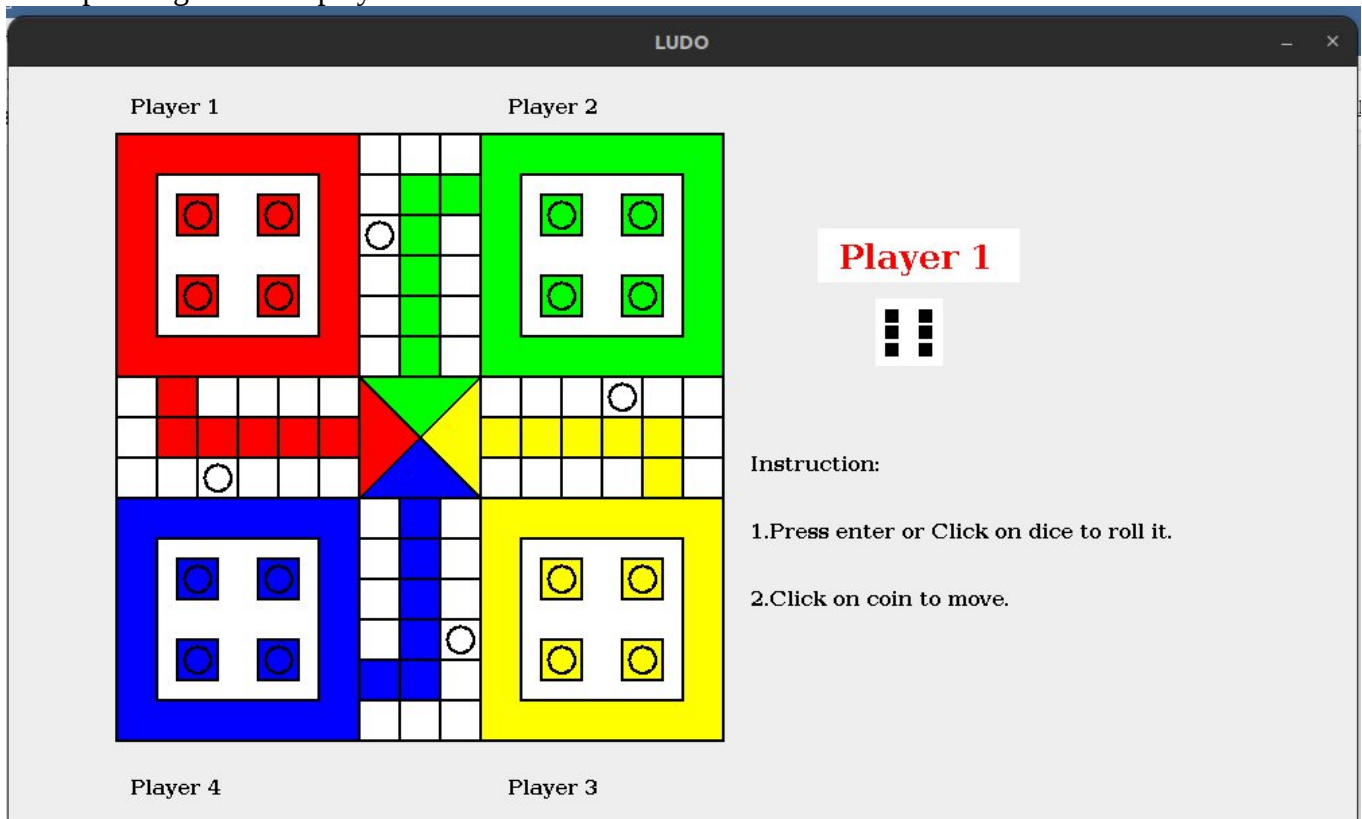 LUDO
Player 1
Player 2
Player 1
Instruction:
1.Press enter or Click on dice to roll it.
2.Click on coin to move.
Player 4
Player 3